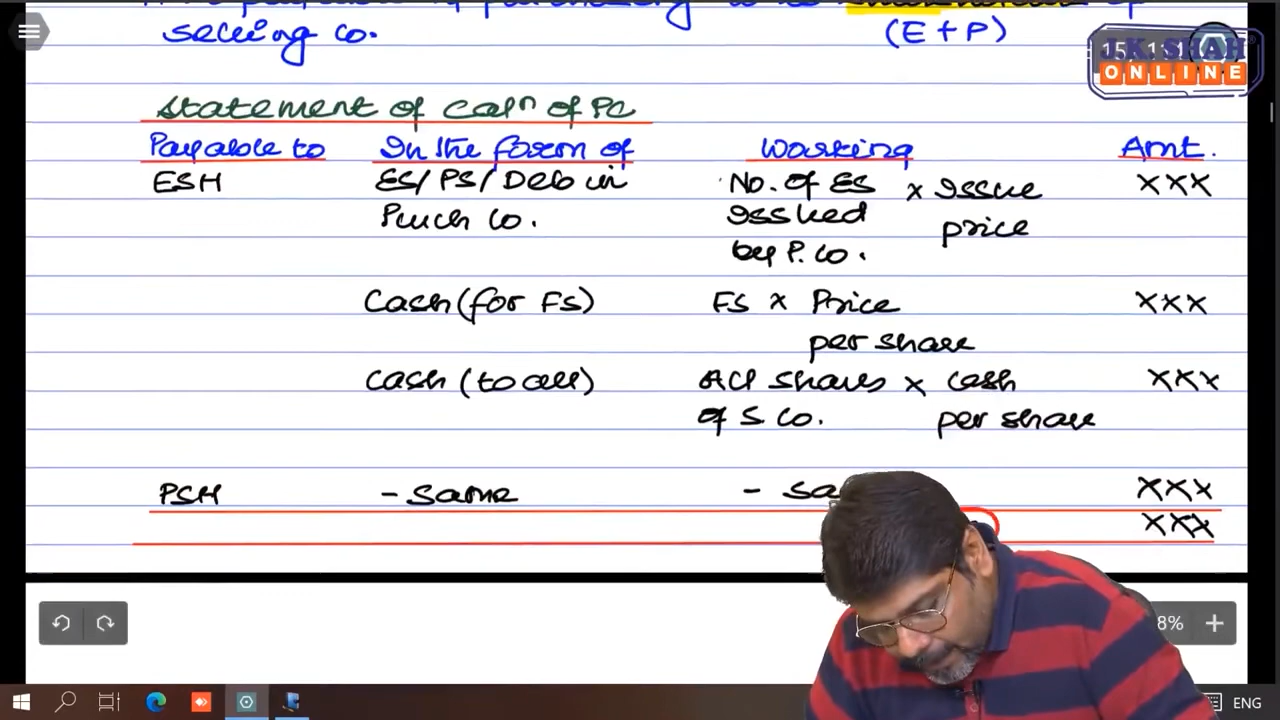 selling co.
(E + P)
J.K. SHAH
ONLINE
Statement of Calⁿ of PC
Payable to In the form of Working Amt.
ESH ES/ PS / Deb in No. of ES x Issue xxx
Purch Co. Issued price
by P. Co.
Cash (for FS) FS x Price xxx
per share
Cash (to all) All shares x Cash xxx
of S. Co. per share
PSH - Same - xxx
xxx
8%
ENG